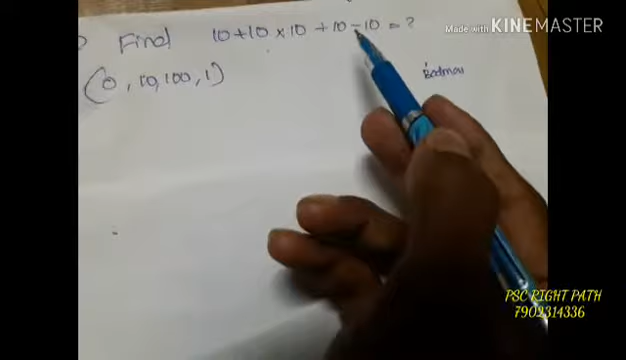 Made with KINEMASTER
Find 10+10×10+10-10=?
(0, 10, 100, 1)
Bodmas
PSC RIGHT PATH
7902314336